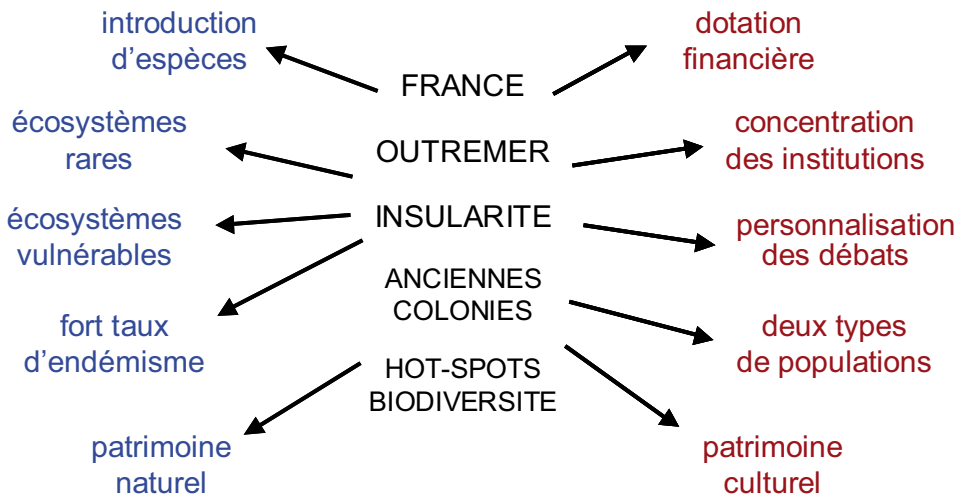 introduction
d'espèces
écosystèmes
rares
écosystèmes
vulnérables
fort taux
d'endémisme
patrimoine
naturel
FRANCE
OUTREMER
INSULARITE
ANCIENNES
COLONIES
HOT-SPOTS
BIODIVERSITE
dotation
financière
concentration
des institutions
personnalisation
des débats
deux types
de populations
patrimoine
culturel